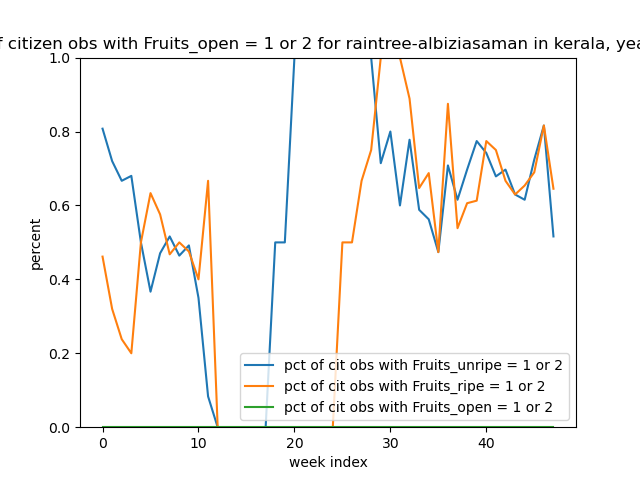 citizen obs with Fruits_open = 1 or 2 for raintree-albiziasaman in kerala,
1.0
0.8
0.6
0.4
0.2
0.0
percent
pct of cit obs with Fruits_unripe = 1 or 2
pct of cit obs with Fruits_ripe = 1 or 2
pct of cit obs with Fruits_open = 1 or 2
0 10 20 30 40
week index